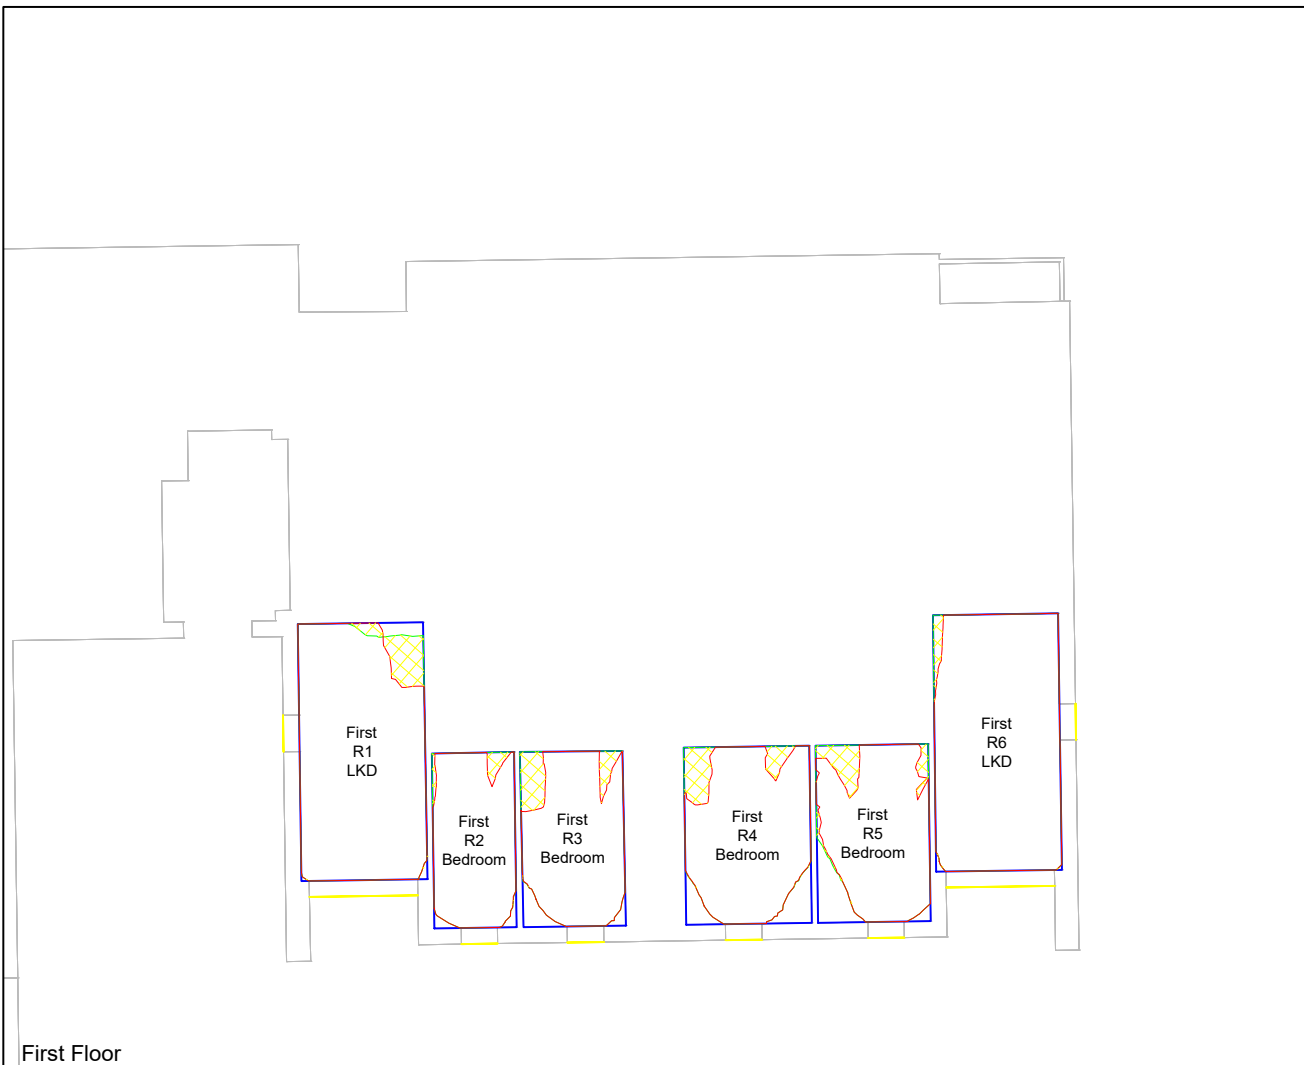 First
R1
LKD
First
R2
Bedroom
First
R3
Bedroom
First
R4
Bedroom
First
R5
Bedroom
First
R6
LKD
First Floor